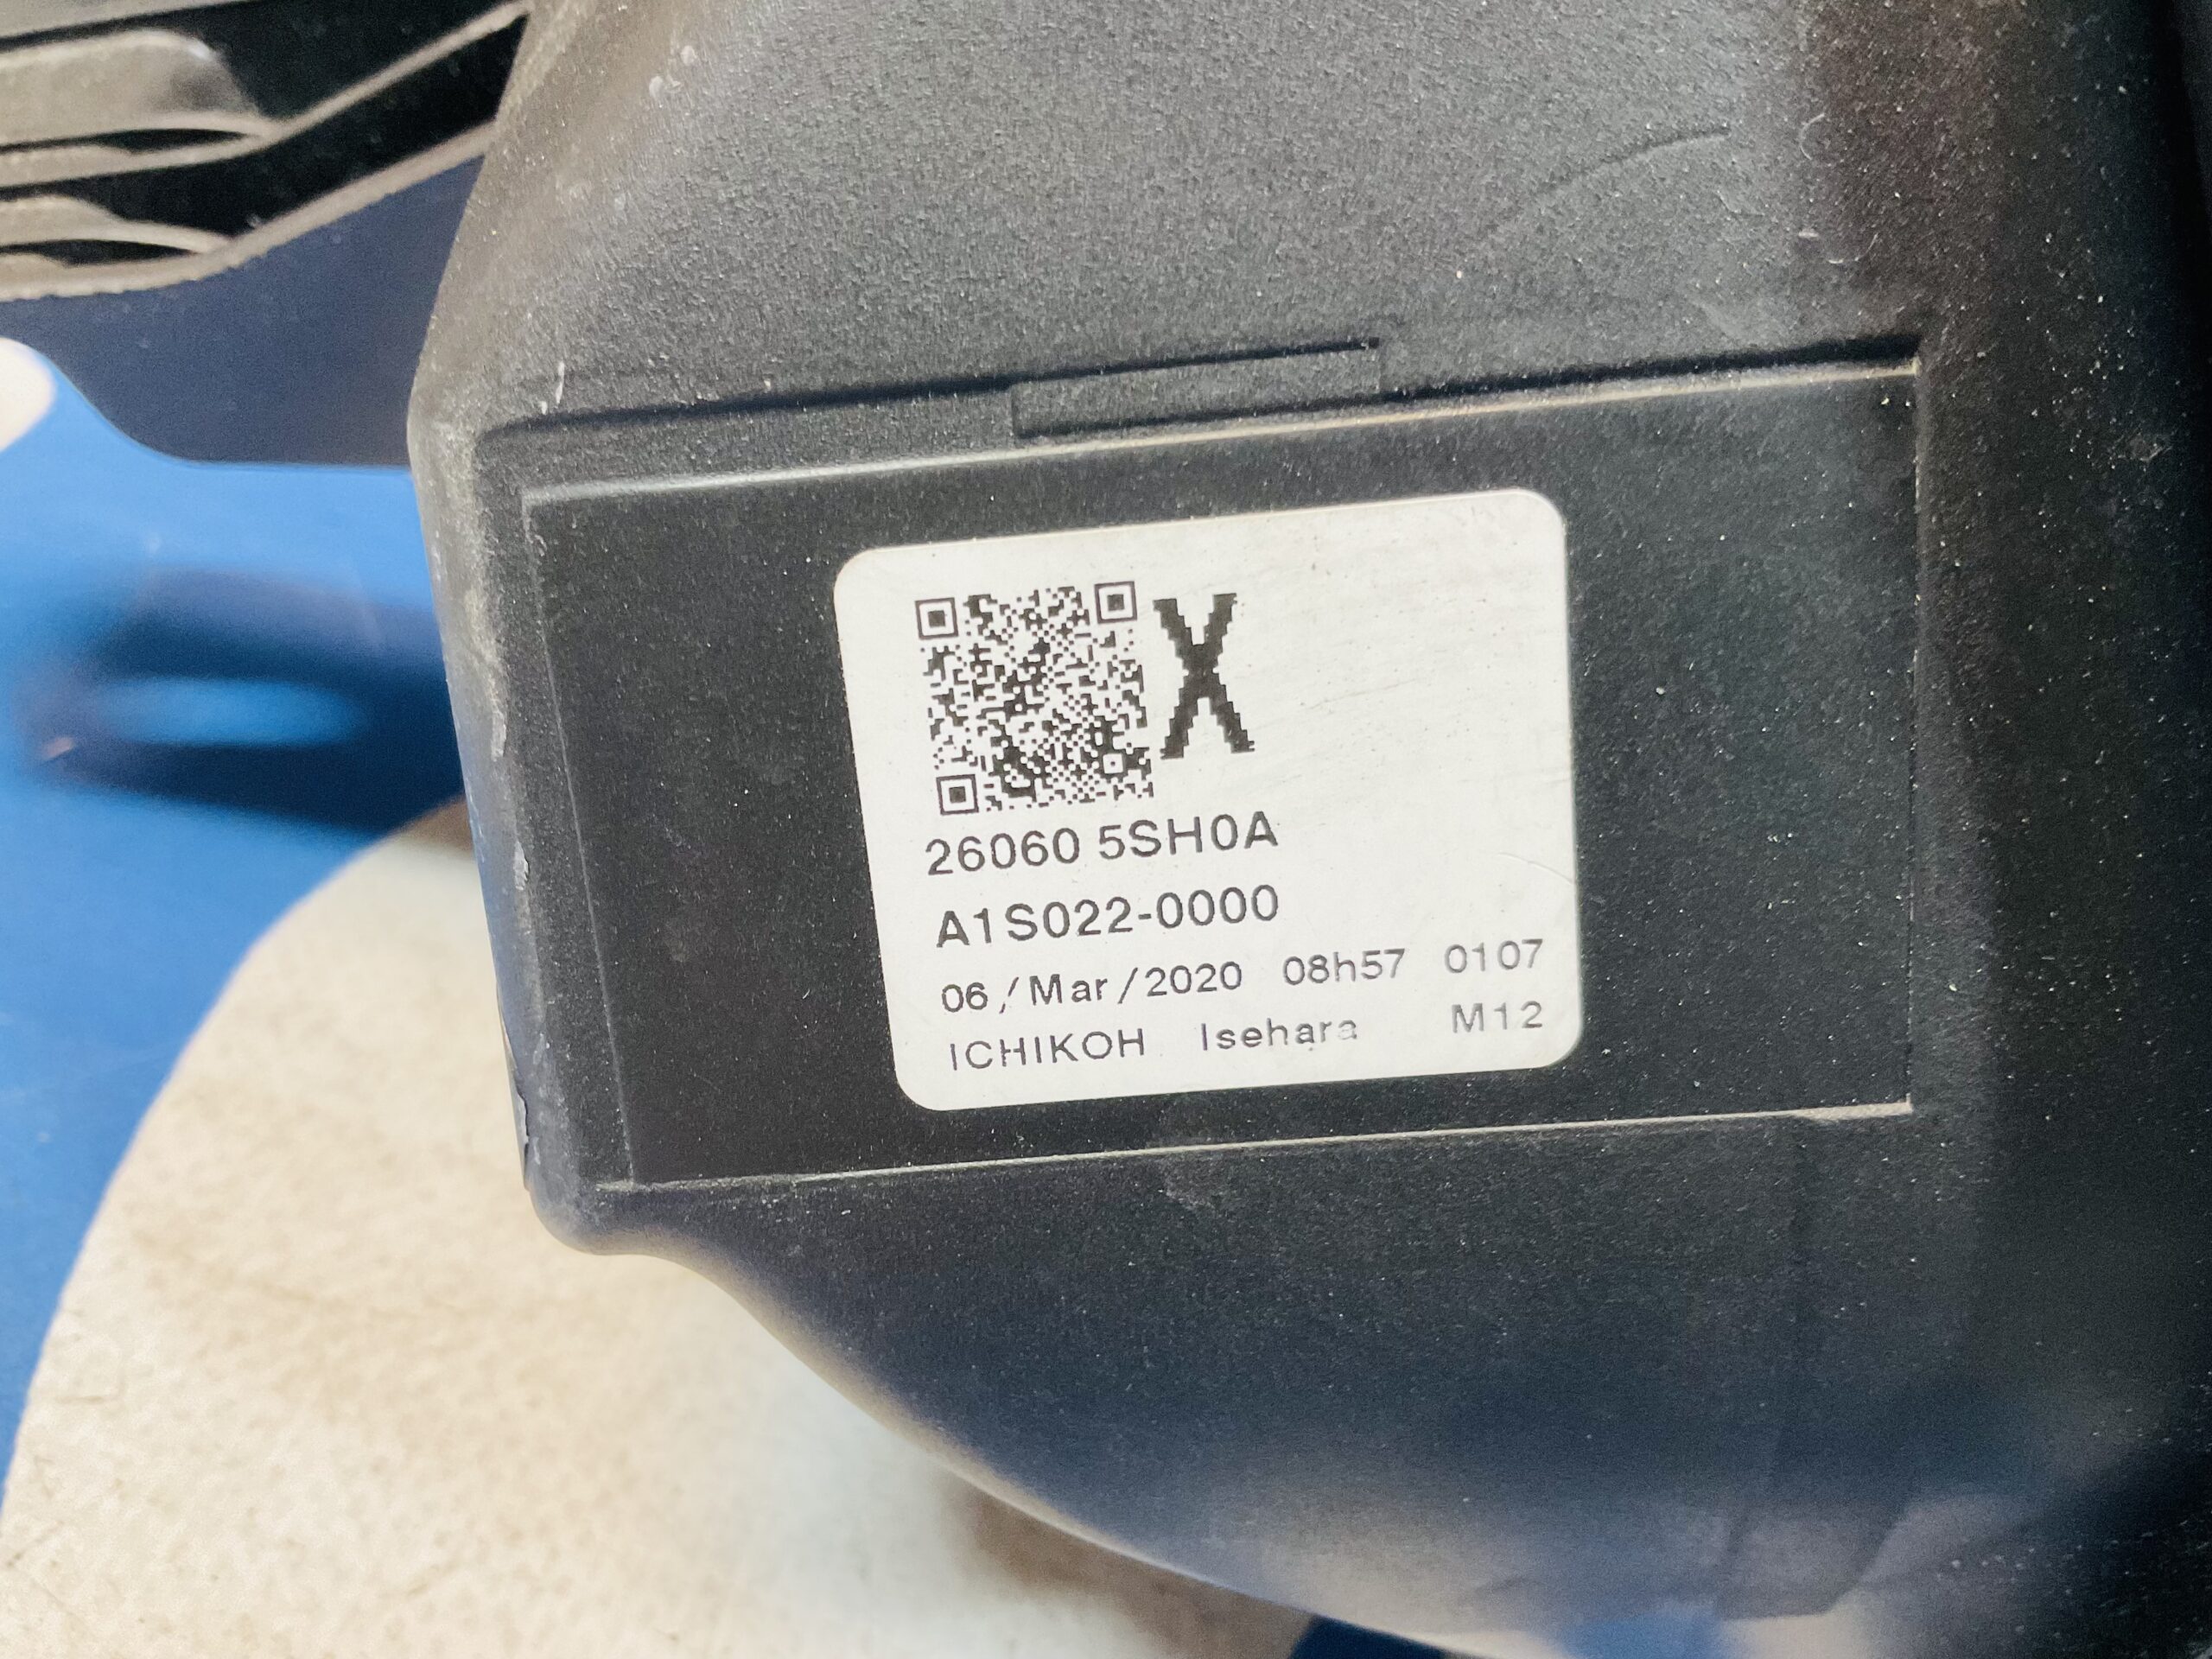 X
26060 5SH0A
A1S022-0000
06/Mar/2020 08h57 0107
ICHIKOH Isehara M12